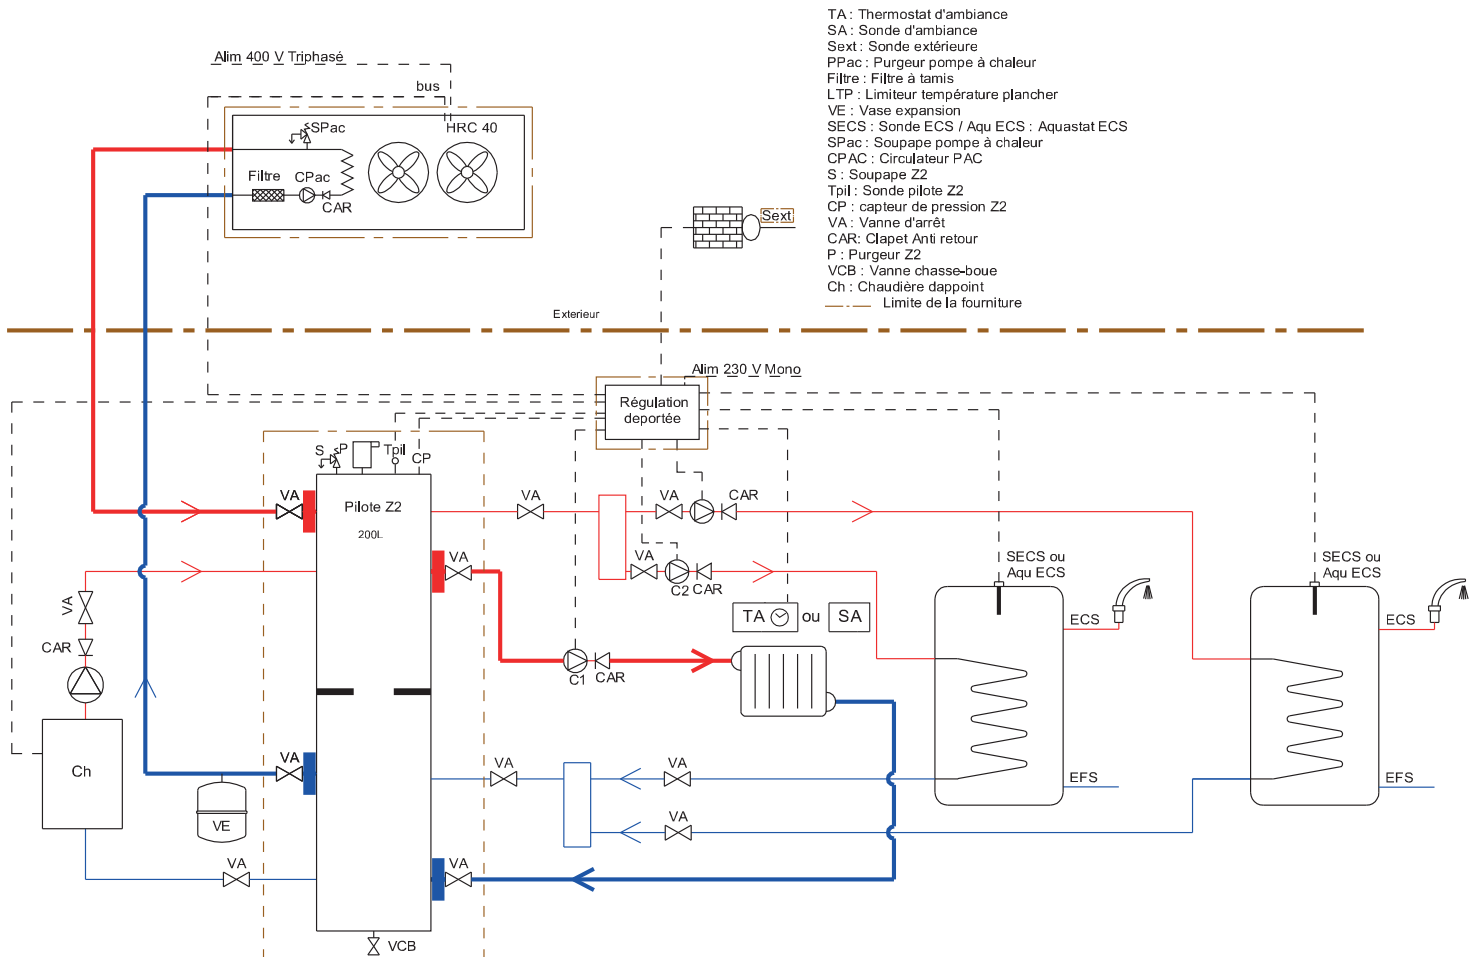 TA : Thermostat d'ambiance
SA : Sonde d'ambiance
Sext : Sonde extérieure
PPac : Purgeur pompe à chaleur
Filtre : Filtre à tamis
LTP : Limiteur température plancher
VE : Vase expansion
SECS : Sonde ECS / Aqu ECS : Aquastat ECS
SPac : Soupape pompe à chaleur
CPAC : Circulateur PAC
S : Soupape Z2
Tpil : Sonde pilote Z2
CP : capteur de pression Z2
VA : Vanne d'arrêt
CAR: Clapet Anti retour
P : Purgeur Z2
VCB : Vanne chasse-boue
Ch : Chaudière dappoint
Limite de la fourniture
Alim 400 V Triphasé
bus
SPac
HRC 40
Filtre
CPac
CAR
Sext
Exterieur
Alim 230 V Mono
Régulation
deportée
S
P
Tpil
CP
VA
Pilote Z2
200L
VA
VA
CAR
VA
VA
C2
CAR
SECS ou
Aqu ECS
SECS ou
Aqu ECS
VA
CAR
TA
ou
SA
ECS
ECS
C1
CAR
VA
VA
VA
Ch
VE
EFS
EFS
VA
VA
VA
VCB